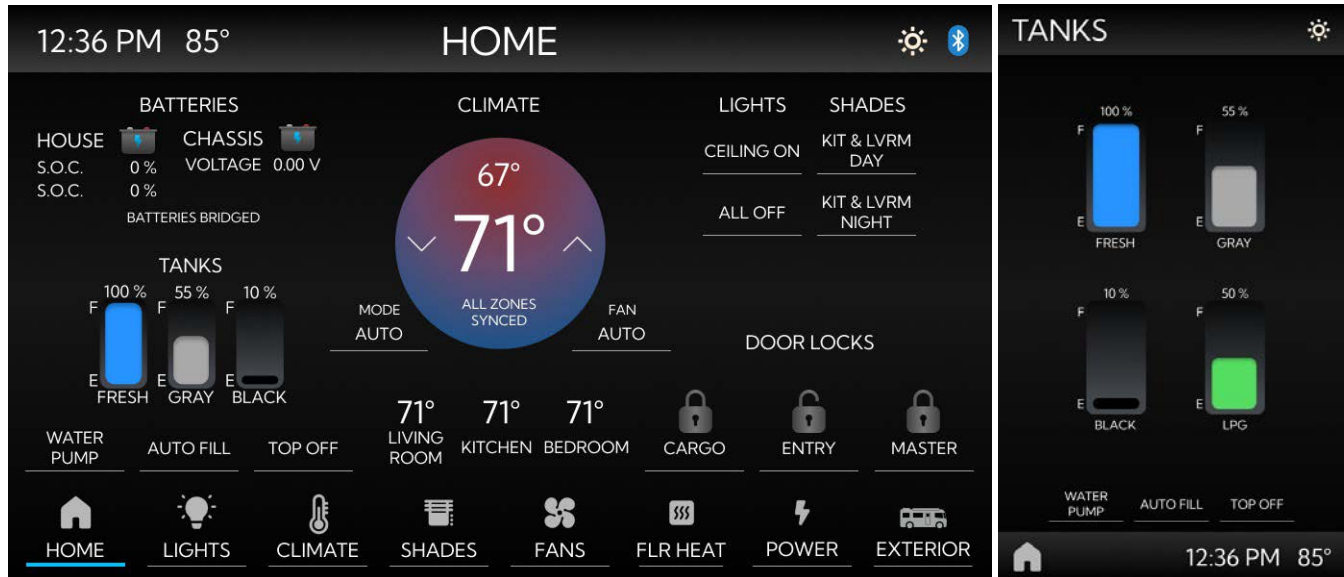 12:36 PM 85° HOME
BATTERIES
HOUSE CHASSIS
S.O.C. 0 % VOLTAGE 0.00 V
S.O.C. 0 %
BATTERIES BRIDGED
TANKS
100 % 55 % 10 %
F F F
E E E
FRESH GRAY BLACK
WATER PUMP AUTO FILL TOP OFF
CLIMATE
67°
71°
ALL ZONES
SYNCED
MODE FAN
AUTO AUTO
71° 71° 71°
LIVING ROOM KITCHEN BEDROOM
LIGHTS SHADES
CEILING ON KIT & LVRM DAY
ALL OFF KIT & LVRM NIGHT
DOOR LOCKS
CARGO ENTRY MASTER
HOME LIGHTS CLIMATE SHADES FANS FLR HEAT POWER EXTERIOR
TANKS
100 % 55 %
F F
E E
FRESH GRAY
10 % 50 %
F F
E E
BLACK LPG
WATER PUMP AUTO FILL TOP OFF
12:36 PM 85°